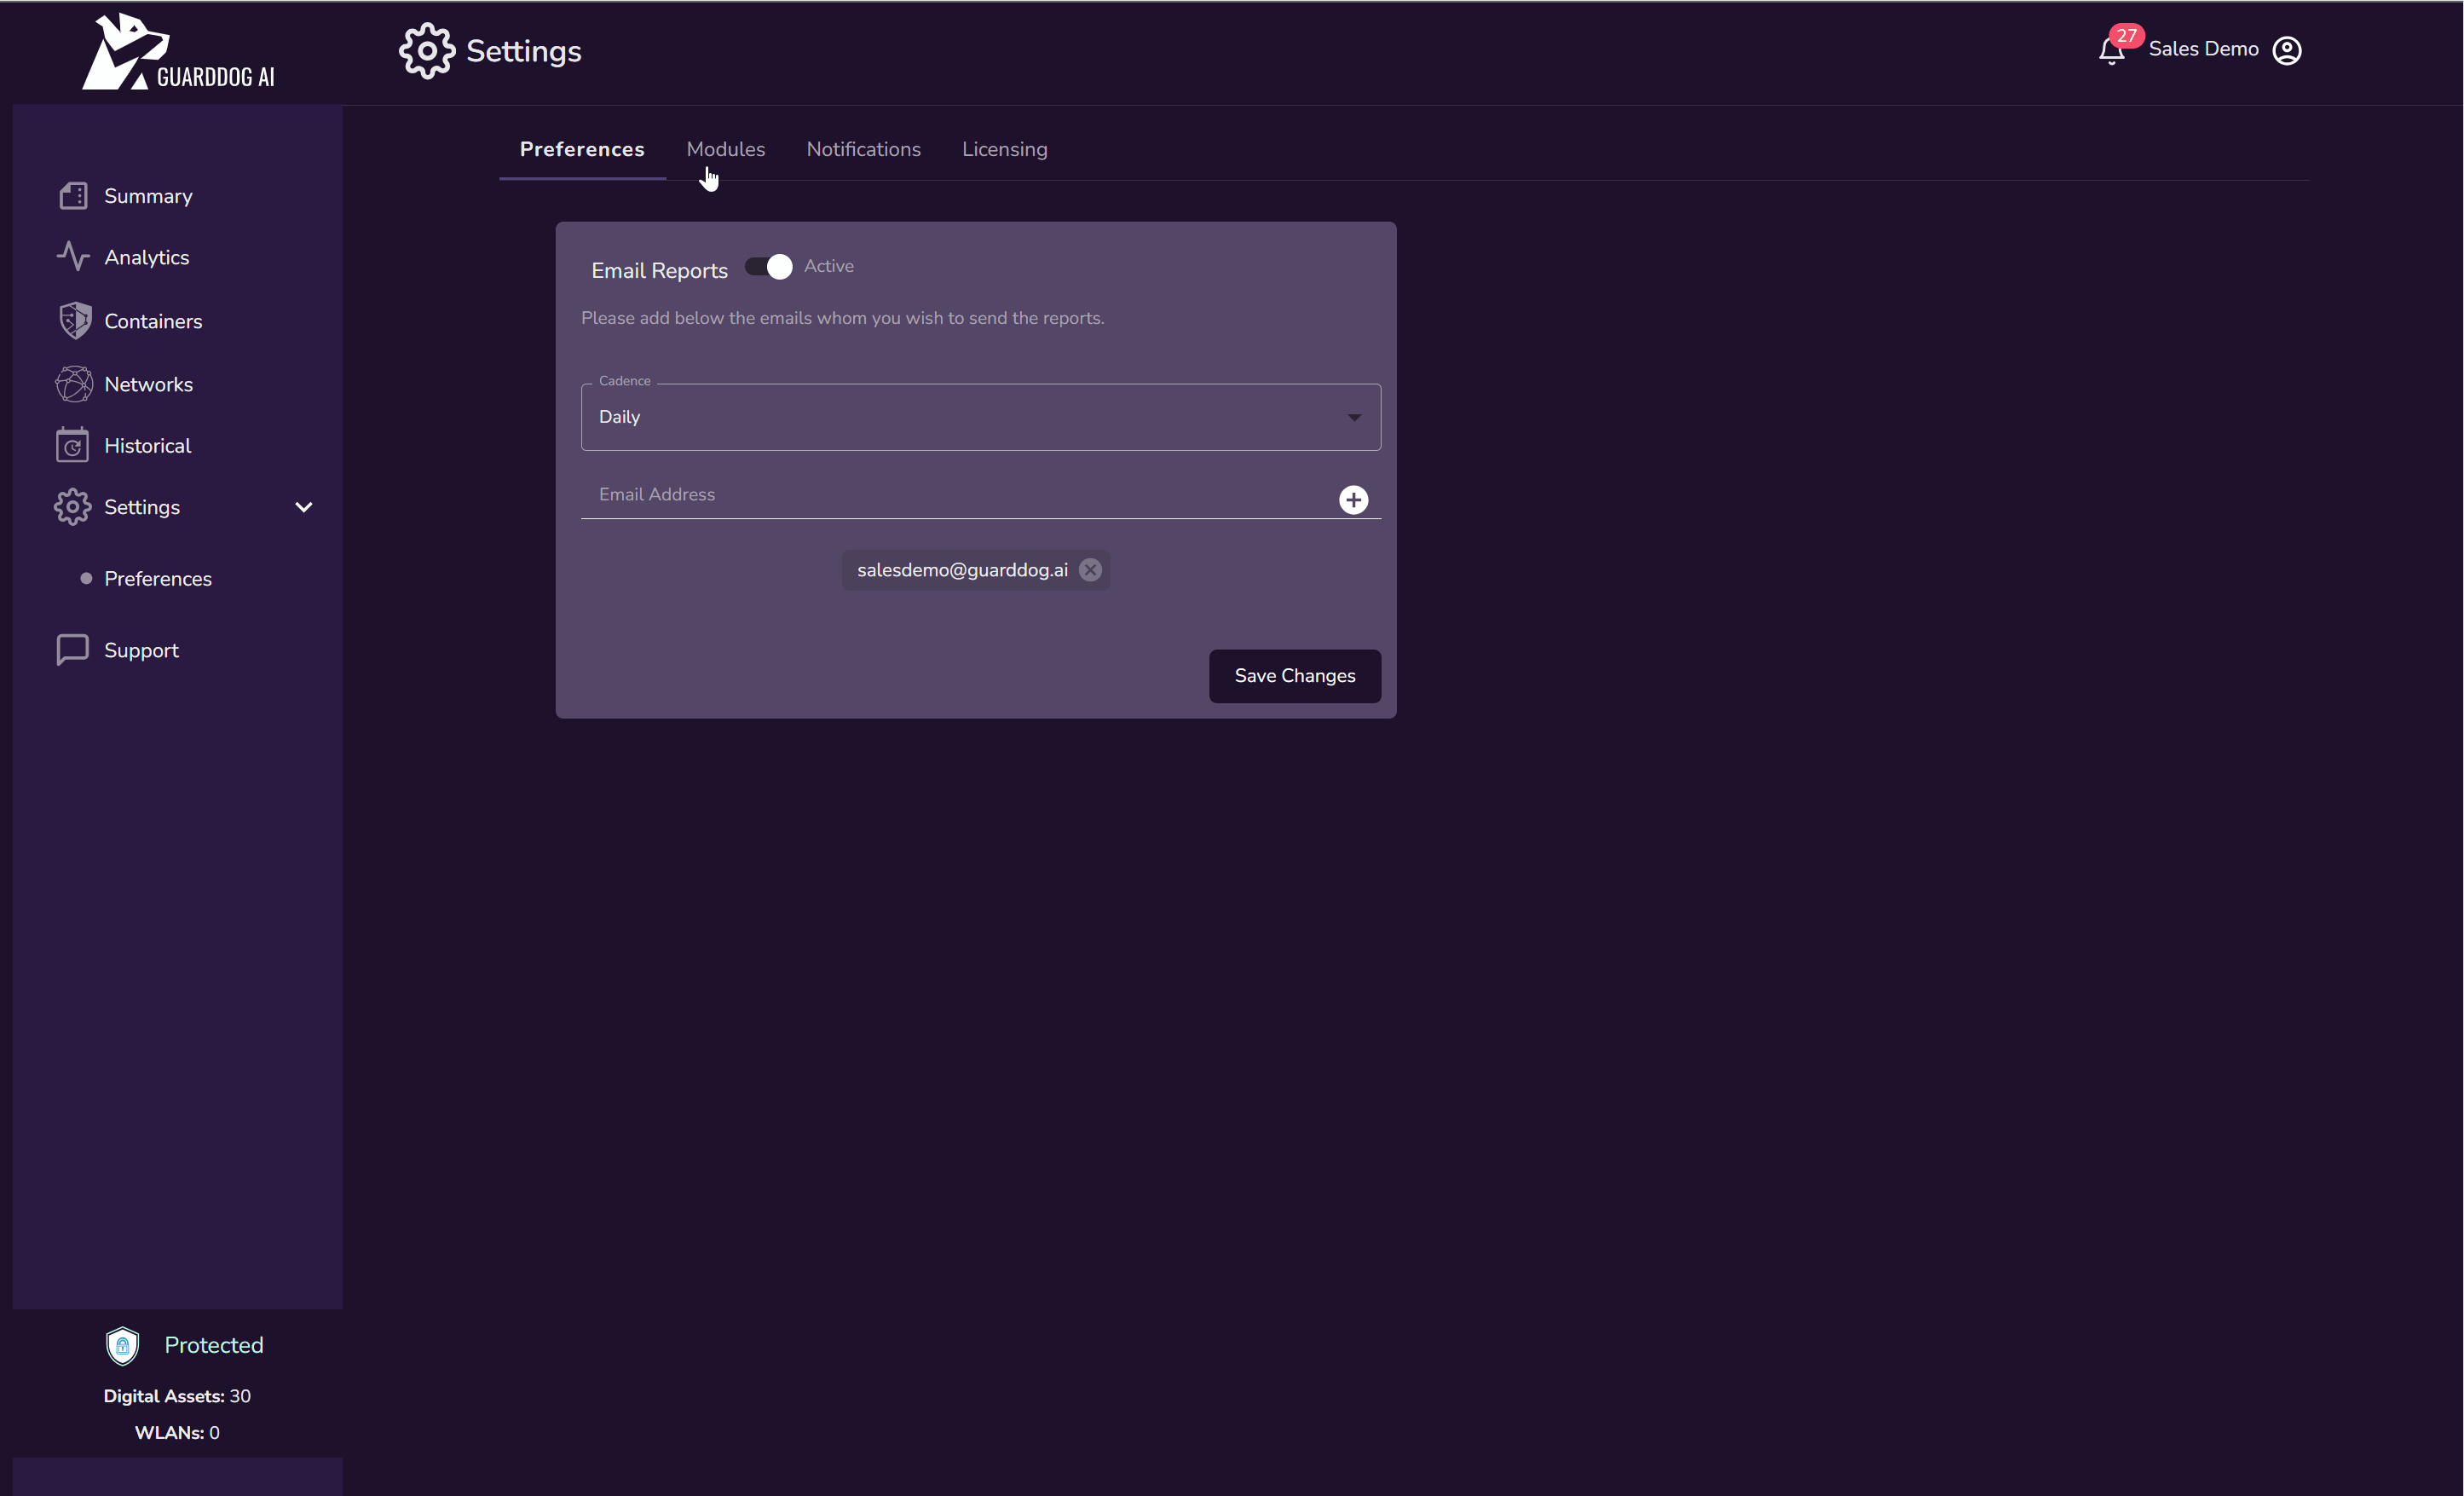 GUARDDOG AI
Settings
27
Sales Demo
Preferences
Modules
Notifications
Licensing
Summary
Analytics
Containers
Networks
Historical
Settings
Preferences
Support
Email Reports
Active
Please add below the emails whom you wish to send the reports.
Cadence
Daily
Email Address
salesdemo@guarddog.ai
Save Changes
Protected
Digital Assets: 30
WLANs: 0